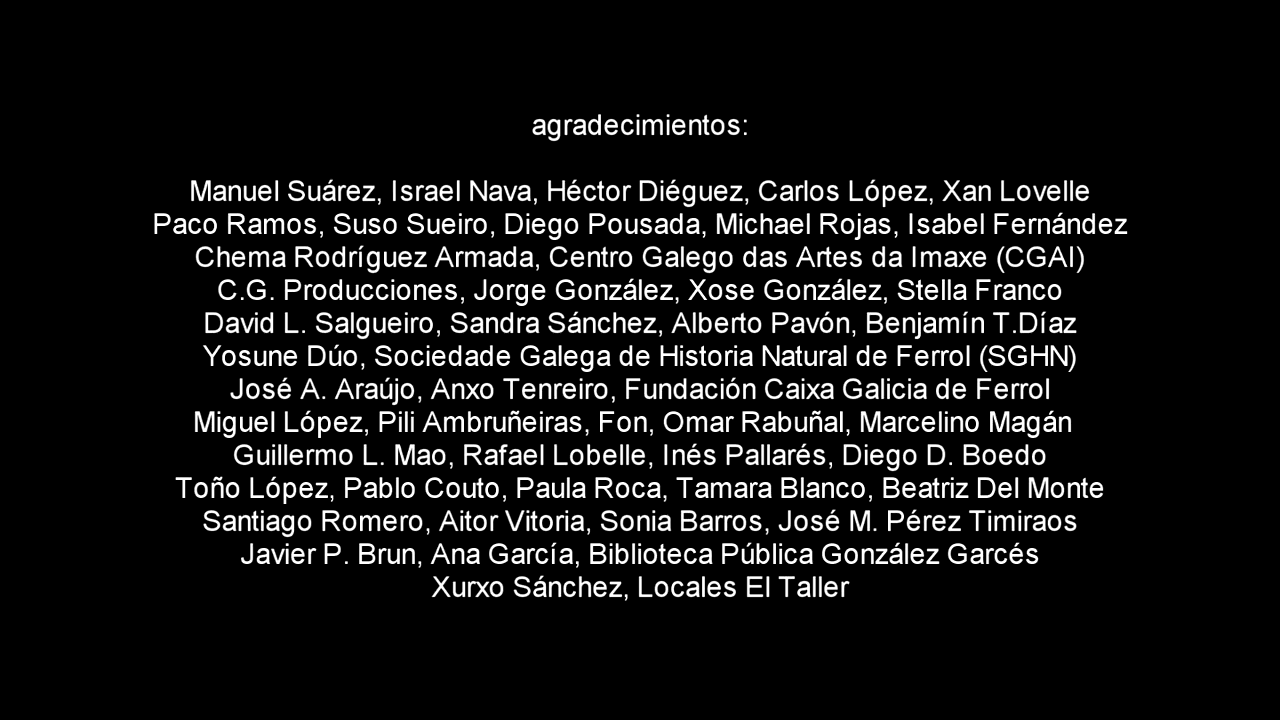 agradecimientos:
Manuel Suárez, Israel Nava, Héctor Diéguez, Carlos López, Xan Lovelle
Paco Ramos, Suso Sueiro, Diego Pousada, Michael Rojas, Isabel Fernández
Chema Rodríguez Armada, Centro Galego das Artes da Imaxe (CGAI)
C.G. Producciones, Jorge González, Xose González, Stella Franco
David L. Salgueiro, Sandra Sánchez, Alberto Pavón, Benjamín T.Díaz
Yosune Dúo, Sociedade Galega de Historia Natural de Ferrol (SGHN)
José A. Araújo, Anxo Tenreiro, Fundación Caixa Galicia de Ferrol
Miguel López, Pili Ambruñeiras, Fon, Omar Rabuñal, Marcelino Magán
Guillermo L. Mao, Rafael Lobelle, Inés Pallarés, Diego D. Boedo
Toño López, Pablo Couto, Paula Roca, Tamara Blanco, Beatriz Del Monte
Santiago Romero, Aitor Vitoria, Sonia Barros, José M. Pérez Timiraos
Javier P. Brun, Ana García, Biblioteca Pública González Garcés
Xurxo Sánchez, Locales El Taller